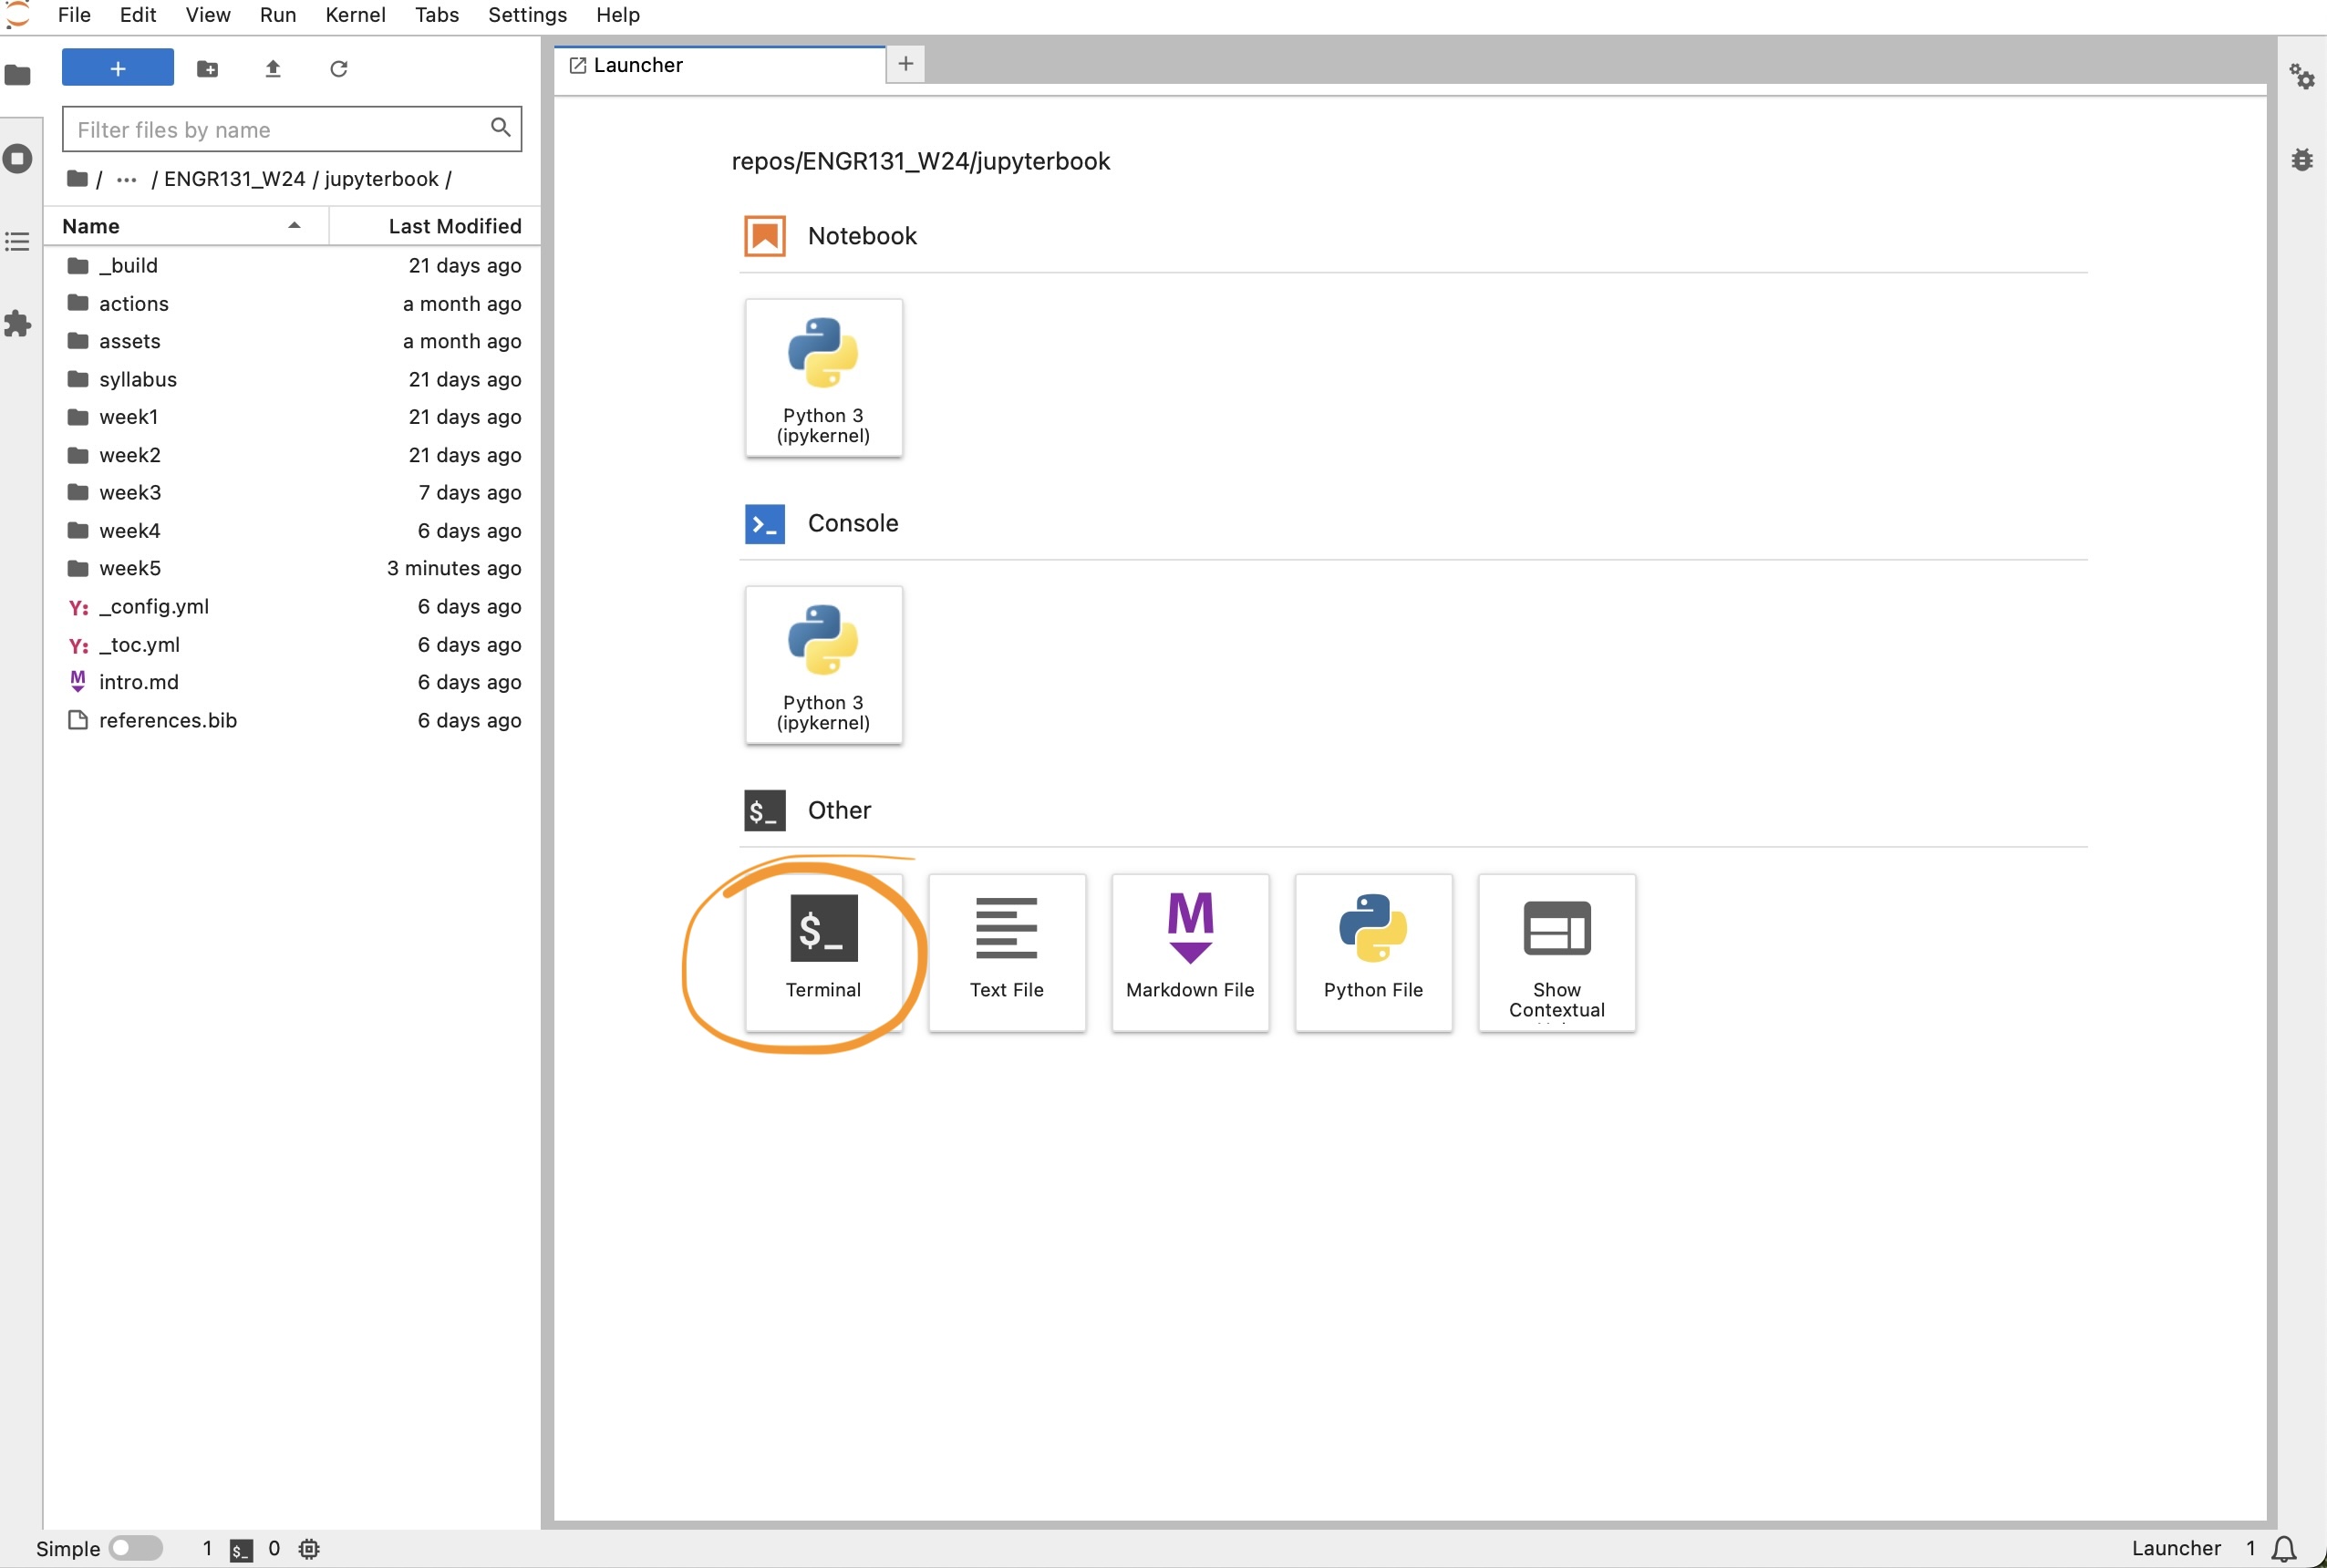 File Edit View Run Kernel Tabs Settings Help
+
Filter files by name
/ ··· / ENGR131_W24 / jupyterbook /
Name Last Modified
_build 21 days ago
actions a month ago
assets a month ago
syllabus 21 days ago
week1 21 days ago
week2 21 days ago
week3 7 days ago
week4 6 days ago
week5 3 minutes ago
Y: _config.yml 6 days ago
Y: _toc.yml 6 days ago
M intro.md 6 days ago
references.bib 6 days ago
Launcher +
repos/ENGR131_W24/jupyterbook
Notebook
Python 3
(ipykernel)
>_ Console
Python 3
(ipykernel)
$_ Other
$_
Terminal
Text File
M
Markdown File
Python File
Show
Contextual
Simple 1 $_ 0
Launcher 1